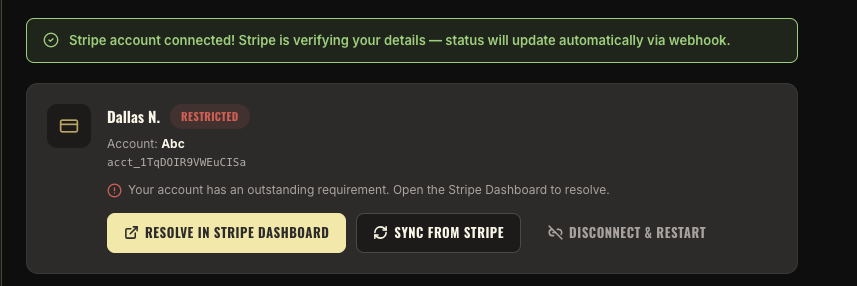 Stripe account connected! Stripe is verifying your details — status will update automatically via webhook.
Dallas N. RESTRICTED
Account: Abc
acct_1TqDOIR9VWEuCISa
Your account has an outstanding requirement. Open the Stripe Dashboard to resolve.
RESOLVE IN STRIPE DASHBOARD SYNC FROM STRIPE DISCONNECT & RESTART